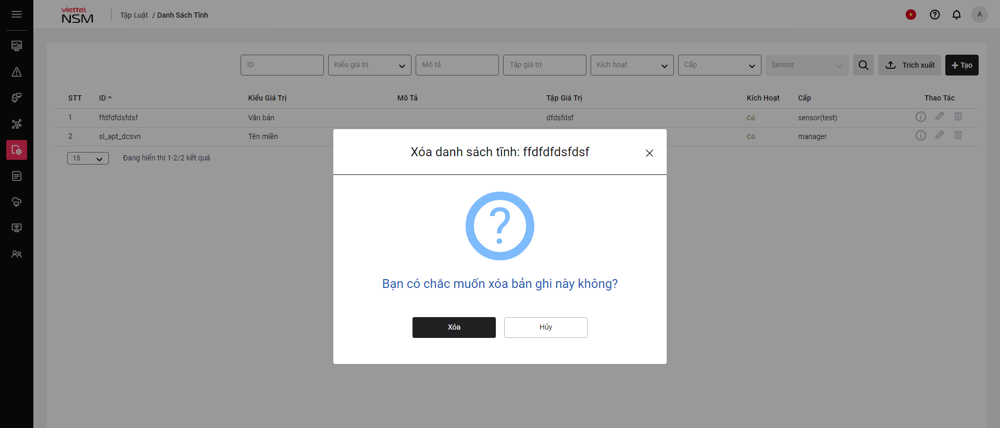 viettel
NSM
Tập Luật / Danh Sách Tĩnh
A
ID
Kiểu giá trị
Mô tả
Tập giá trị
Kích hoạt
Cấp
Sensor
Trích xuất
+ Tạo
STT ID Kiểu Giá Trị Mô Tả Tập Giá Trị Kích Hoạt Cấp Thao Tác
1 ffdfdfdsfdsf Văn bản dfdsfdsf Có sensor(test)
2 sl_apt_dcsvn Tên miền Có manager
15 Đang hiển thị 1-2/2 kết quả
Xóa danh sách tĩnh: ffdfdfdsfdsf
?
Bạn có chắc muốn xóa bản ghi này không?
Xóa
Hủy